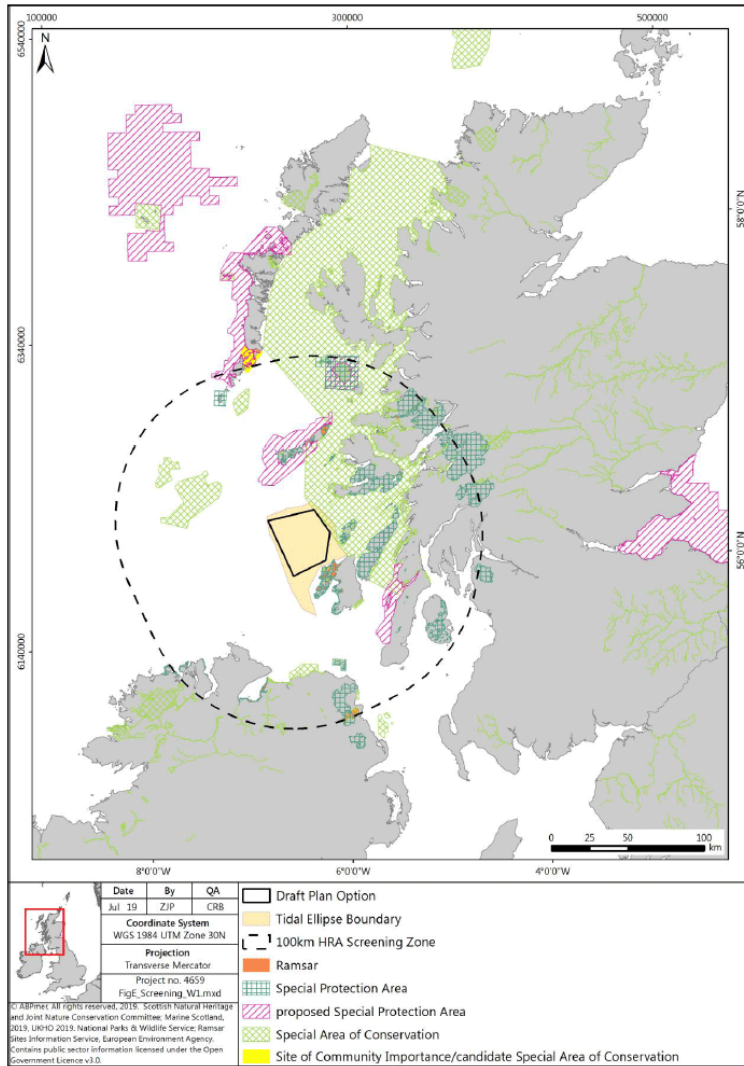 100000 300000 500000
6540000
N
58°0'0"N
6340000
56°0'0"N
6140000
0 25 50 100
km
8°0'0"W 6°0'0"W 4°0'0"W
Date By QA
Jul 19 ZJP CRB
Coordinate System
WGS 1984 UTM Zone 30N
Projection
Transverse Mercator
Project no. 4659
FigE_Screening_W1.mxd
© ABPmer, All rights reserved, 2019. Scottish Natural Heritage
and Joint Nature Conservation Committee; Marine Scotland,
2019, UKHO 2019. National Parks & Wildlife Service; Ramsar
Sites Information Service, European Environment Agency.
Contains public sector information licensed under the Open
Government Licence v3.0.
Draft Plan Option
Tidal Ellipse Boundary
100km HRA Screening Zone
Ramsar
Special Protection Area
proposed Special Protection Area
Special Area of Conservation
Site of Community Importance/candidate Special Area of Conservation